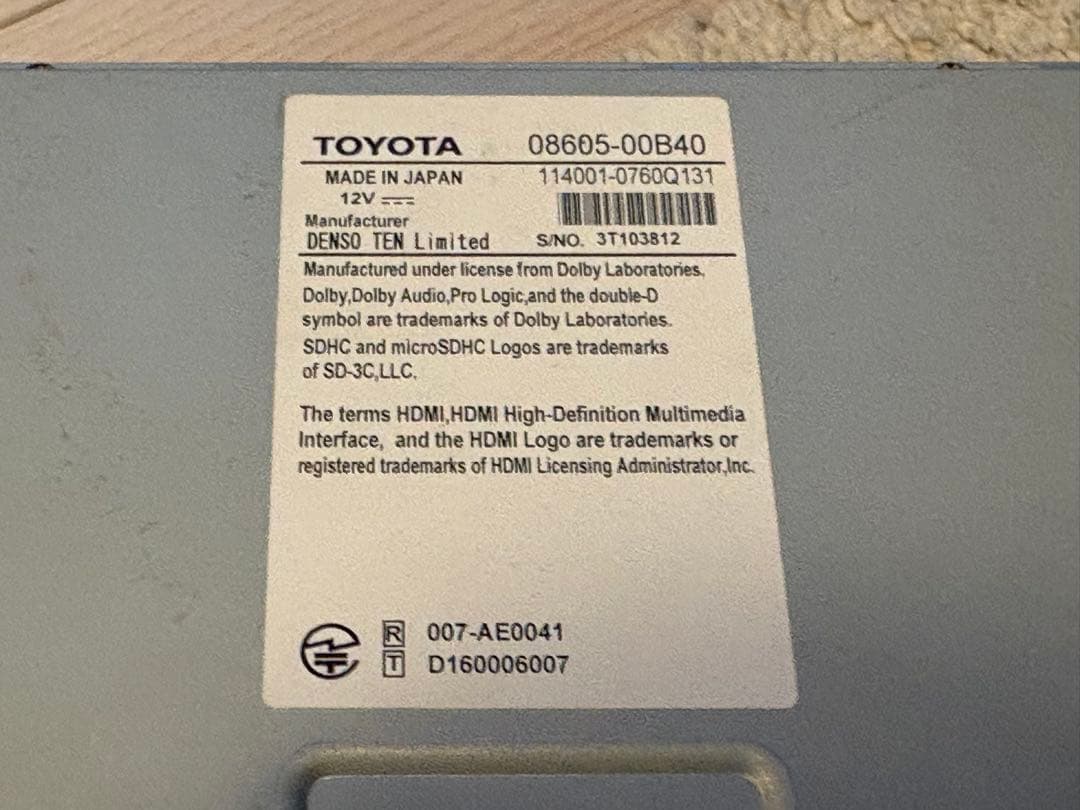 TOYOTA 08605-00B40
MADE IN JAPAN 114001-0760Q131
12V
Manufacturer
DENSO TEN Limited S/NO. 3T103812
Manufactured under license from Dolby Laboratories.
Dolby,Dolby Audio,Pro Logic,and the double-D
symbol are trademarks of Dolby Laboratories.
SDHC and microSDHC Logos are trademarks
of SD-3C,LLC.
The terms HDMI,HDMI High-Definition Multimedia
Interface, and the HDMI Logo are trademarks or
registered trademarks of HDMI Licensing Administrator,Inc.
R 007-AE0041
T D160006007